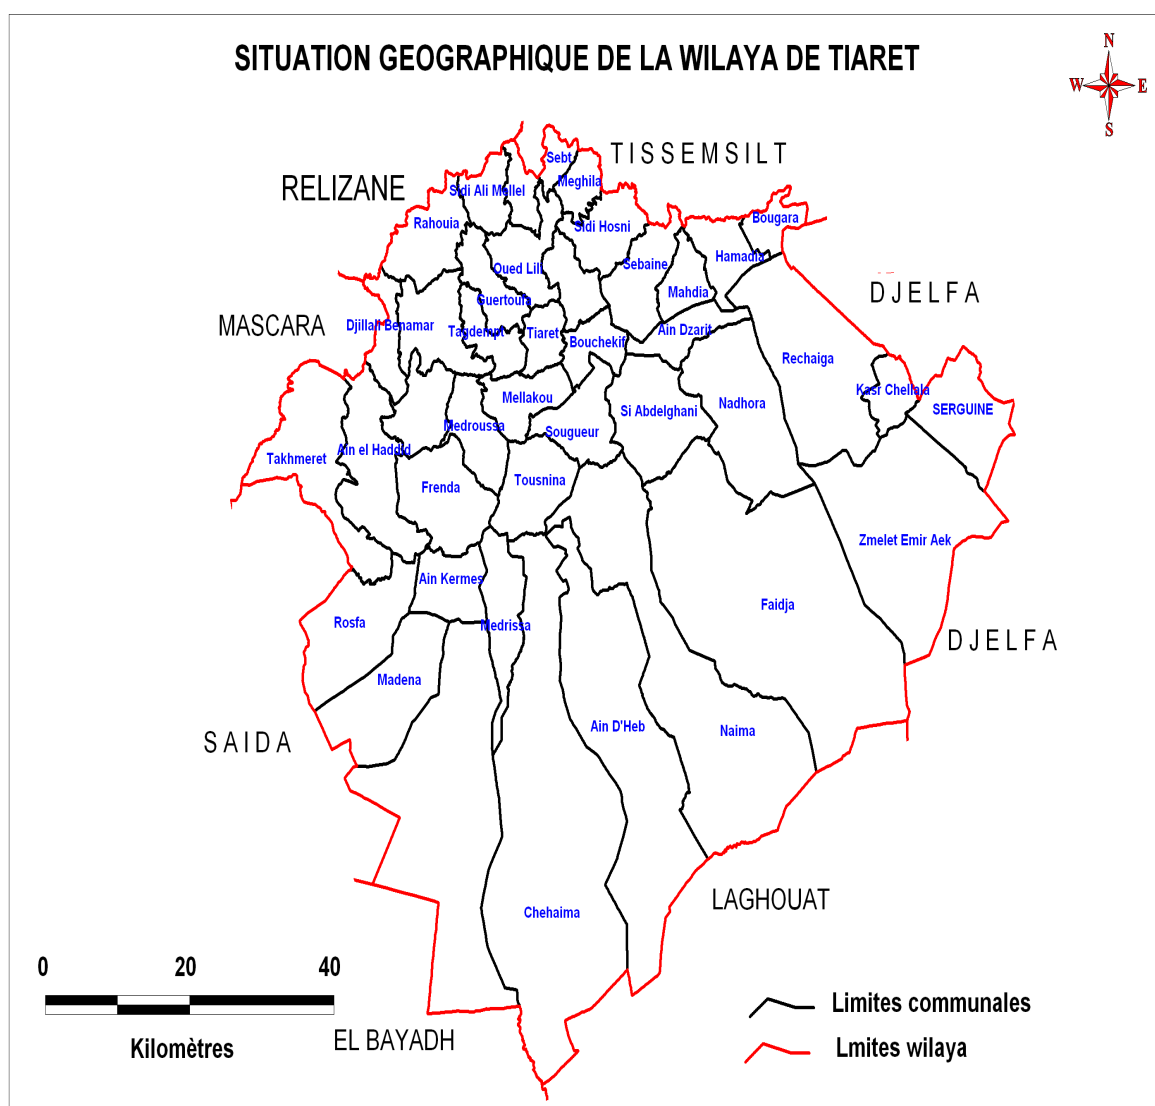 SITUATION GEOGRAPHIQUE DE LA WILAYA DE TIARET
N
W
E
S
TISSEMSILT
RELIZANE
Sebt
Meghila
Sidi Ali Mellel
Rahouia
Sidi Hosni
Bougara
Hamadia
Oued Lili
Sebaine
Mahdia
DJELFA
Guertoufa
MASCARA
Djillali Benamar
Tagdempt
Tiaret
Bouchekif
Ain Dzarit
Rechaiga
Kasr Chellala
SERGUINE
Mellakou
Si Abdelghani
Nadhora
Medroussa
Sougueur
Ain el Haddid
Takhmeret
Frenda
Tousnina
Zmelet Emir Aek
Ain Kermes
Faidja
Rosfa
Medrissa
DJELFA
Madena
Ain D'Heb
Naima
SAIDA
LAGHOUAT
Chehaima
0 20 40
Kilomètres
EL BAYADH
Limites communales
Lmites wilaya